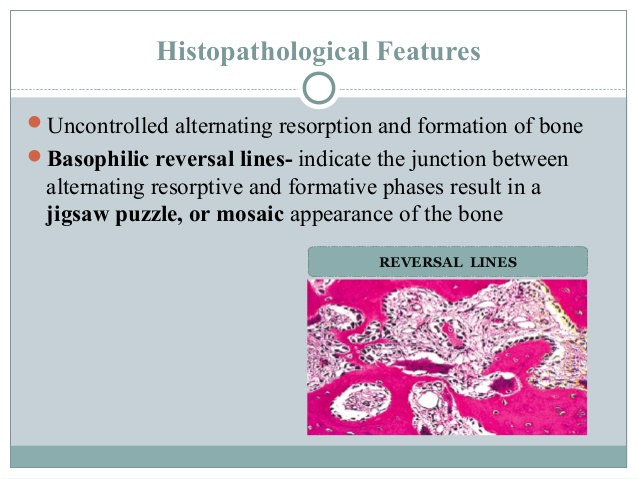 Histopathological Features
Uncontrolled alternating resorption and formation of bone
Basophilic reversal lines- indicate the junction between
alternating resorptive and formative phases result in a
jigsaw puzzle, or mosaic appearance of the bone
REVERSAL LINES